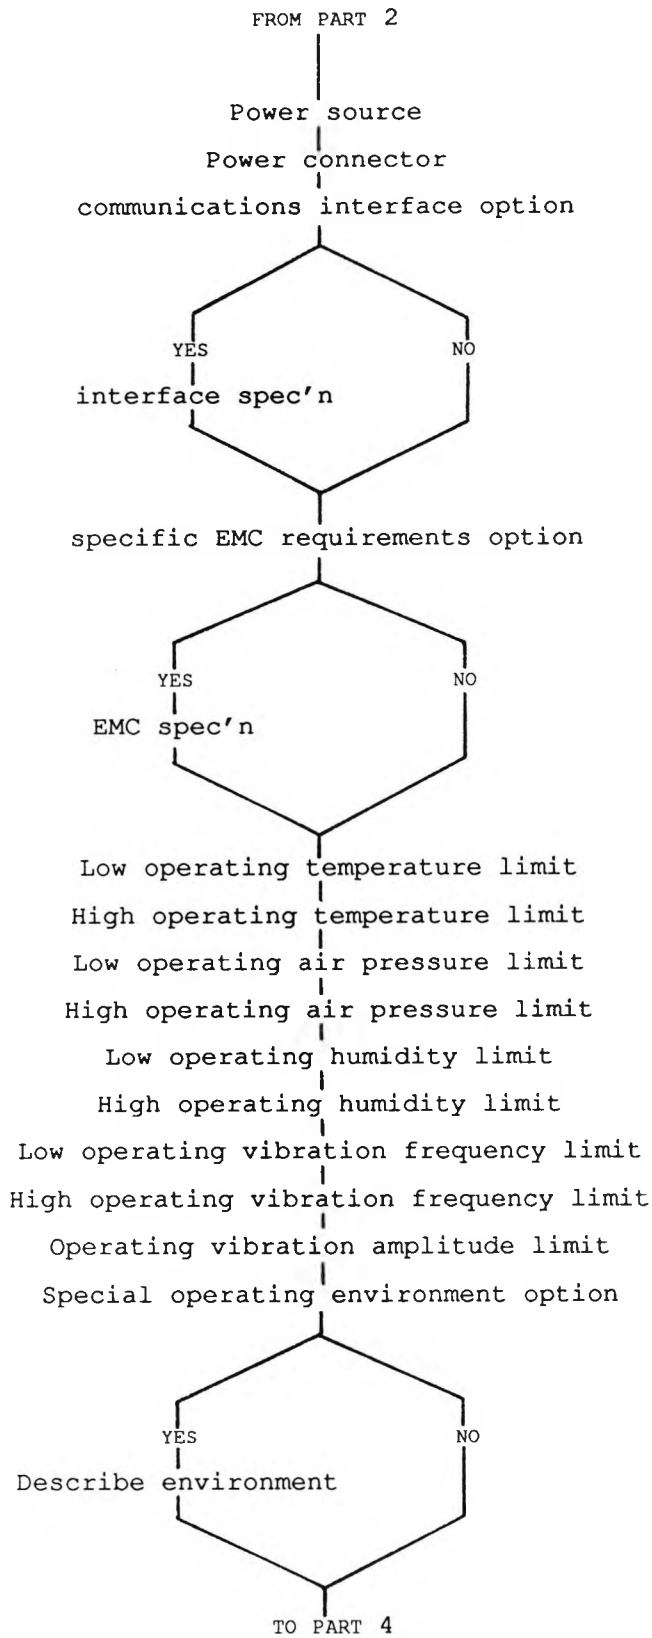 FROM PART 2
Power source
Power connector
communications interface option
YES
NO
interface spec'n
specific EMC requirements option
YES
NO
EMC spec'n
Low operating temperature limit
High operating temperature limit
Low operating air pressure limit
High operating air pressure limit
Low operating humidity limit
High operating humidity limit
Low operating vibration frequency limit
High operating vibration frequency limit
Operating vibration amplitude limit
Special operating environment option
YES
NO
Describe environment
TO PART 4